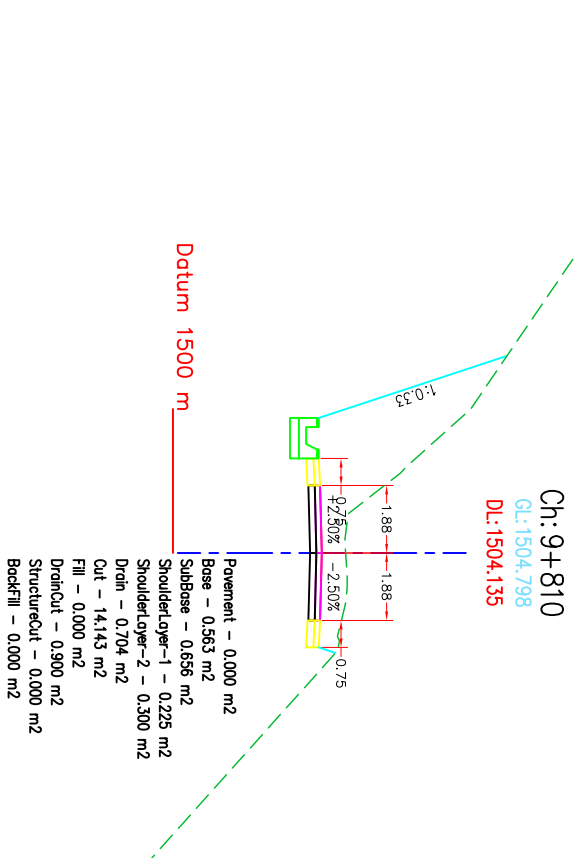 Ch: 9+810
GL:1504.798
DL:1504.135
1:0.33
1.88
1.88
0.75
0.75
+2.50%
-2.50%
Datum 1500 m
Pavement - 0.000 m2
Base - 0.563 m2
SubBase - 0.656 m2
ShoulderLayer-1 - 0.225 m2
ShoulderLayer-2 - 0.300 m2
Drain - 0.704 m2
Cut - 14.143 m2
Fill - 0.000 m2
DrainCut - 0.900 m2
StructureCut - 0.000 m2
BackFill - 0.000 m2